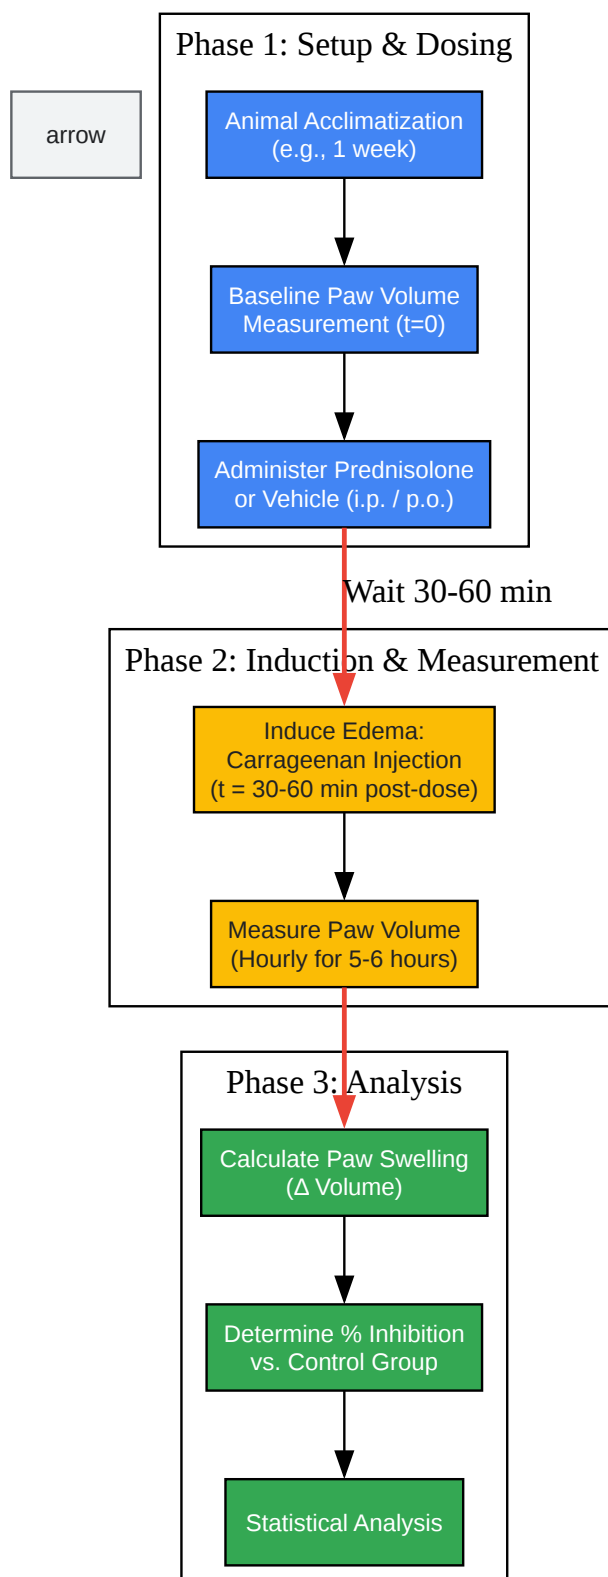 Phase 1: Setup & Dosing
arrow
Animal Acclimatization
(e.g., 1 week)
Baseline Paw Volume
Measurement (t=0)
Administer Prednisolone
or Vehicle (i.p. / p.o.)
Wait 30-60 min
Phase 2: Induction & Measurement
Induce Edema:
Carrageenan Injection
(t = 30-60 min post-dose)
Measure Paw Volume
(Hourly for 5-6 hours)
Phase 3: Analysis
Calculate Paw Swelling
(Δ Volume)
Determine % Inhibition
vs. Control Group
Statistical Analysis